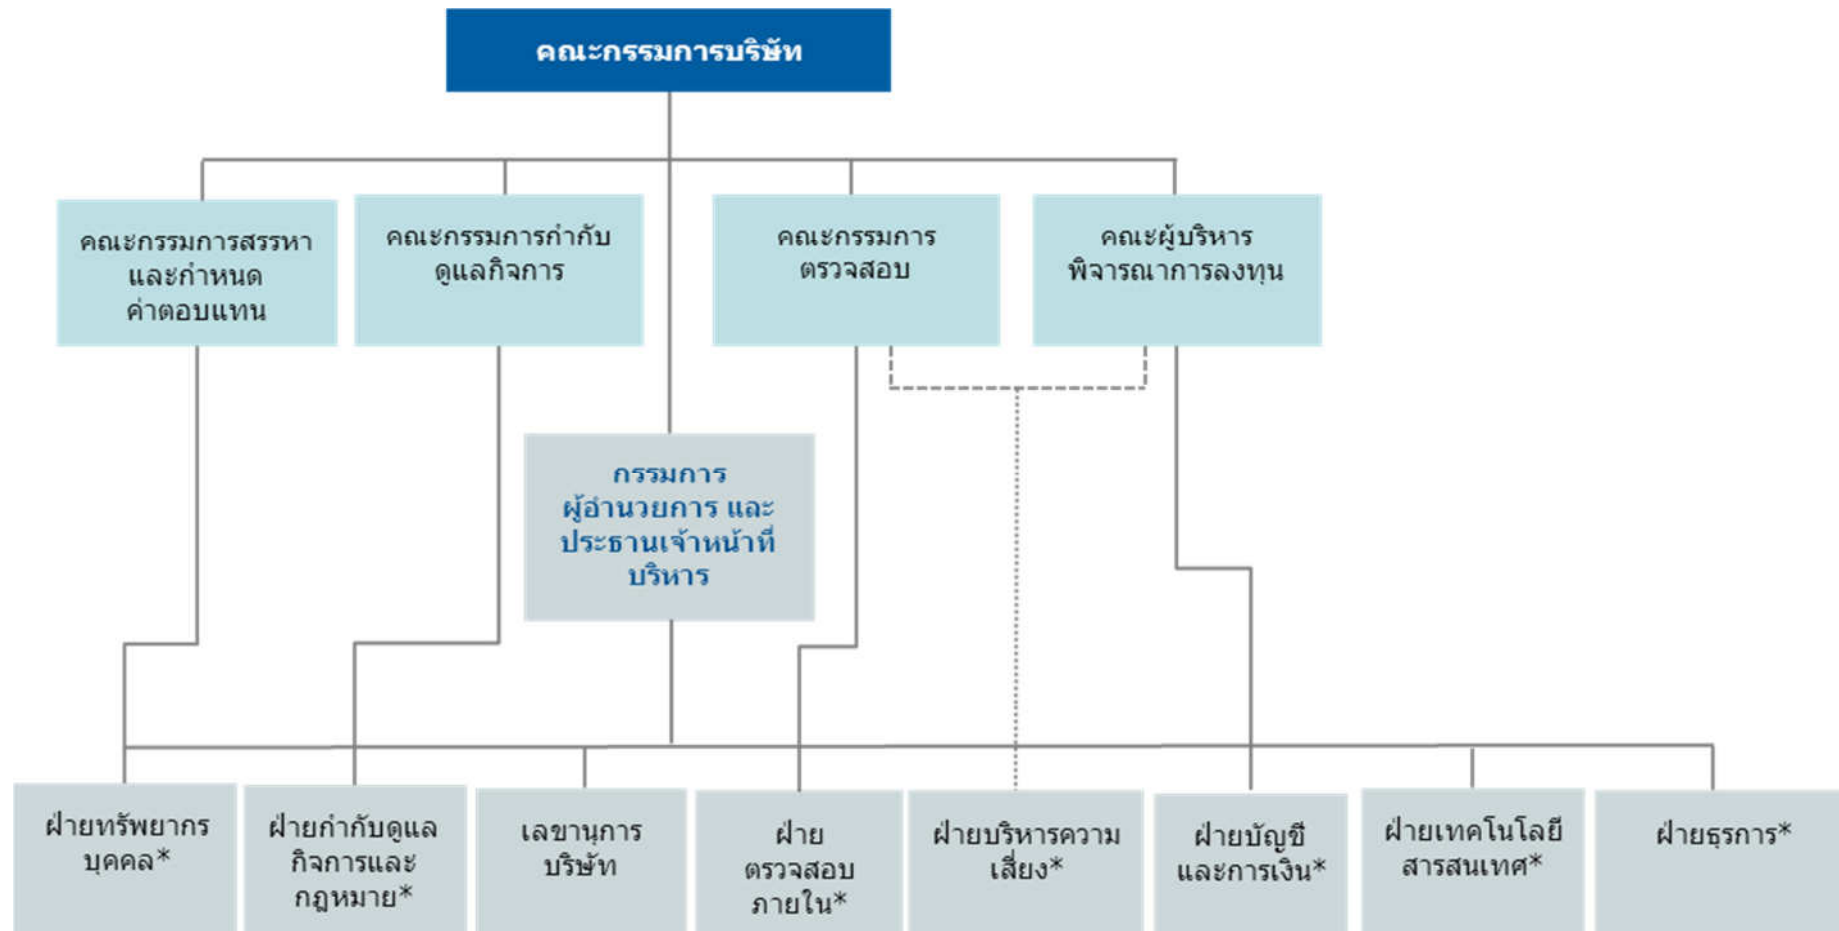 คณะกรรมการบริษัท
คณะกรรมการสรรหา
และกำหนด
ค่าตอบแทน
คณะกรรมการกำกับ
ดูแลกิจการ
คณะกรรมการ
ตรวจสอบ
คณะผู้บริหาร
พิจารณาการลงทุน
กรรมการ
ผู้อำนวยการ และ
ประธานเจ้าหน้าที่
บริหาร
ฝ่ายทรัพยากร
บุคคล*
ฝ่ายกำกับดูแล
กิจการและ
กฎหมาย*
เลขานุการ
บริษัท
ฝ่าย
ตรวจสอบ
ภายใน*
ฝ่ายบริหารความ
เสี่ยง*
ฝ่ายบัญชี
และการเงิน*
ฝ่ายเทคโนโลยี
สารสนเทศ*
ฝ่ายธุรการ*